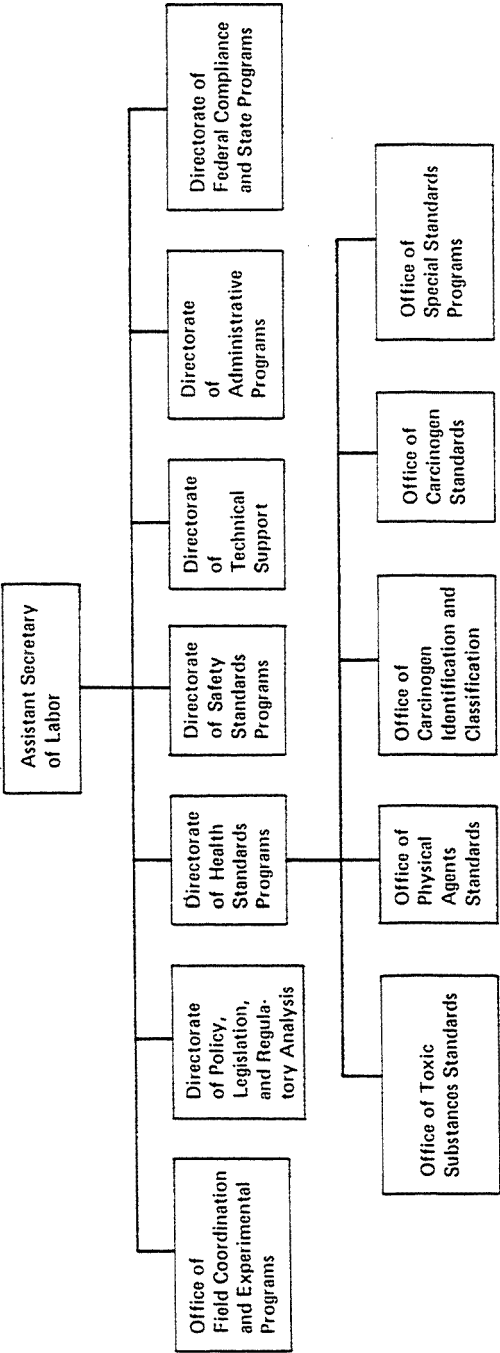 Assistant Secretary
of Labor
Office of
Field Coordination
and Experimental
Programs
Directorate
of Policy,
Legislation,
and Regula-
tory Analysis
Directorate
of Health
Standards
Programs
Directorate
of Safety
Standards
Programs
Directorate
of
Technical
Support
Directorate
of
Administrative
Programs
Directorate of
Federal Compliance
and State Programs
Office of Toxic
Substances Standards
Office of
Physical
Agents
Standards
Office of
Carcinogen
Identification and
Classification
Office of
Carcinogen
Standards
Office of
Special Standards
Programs